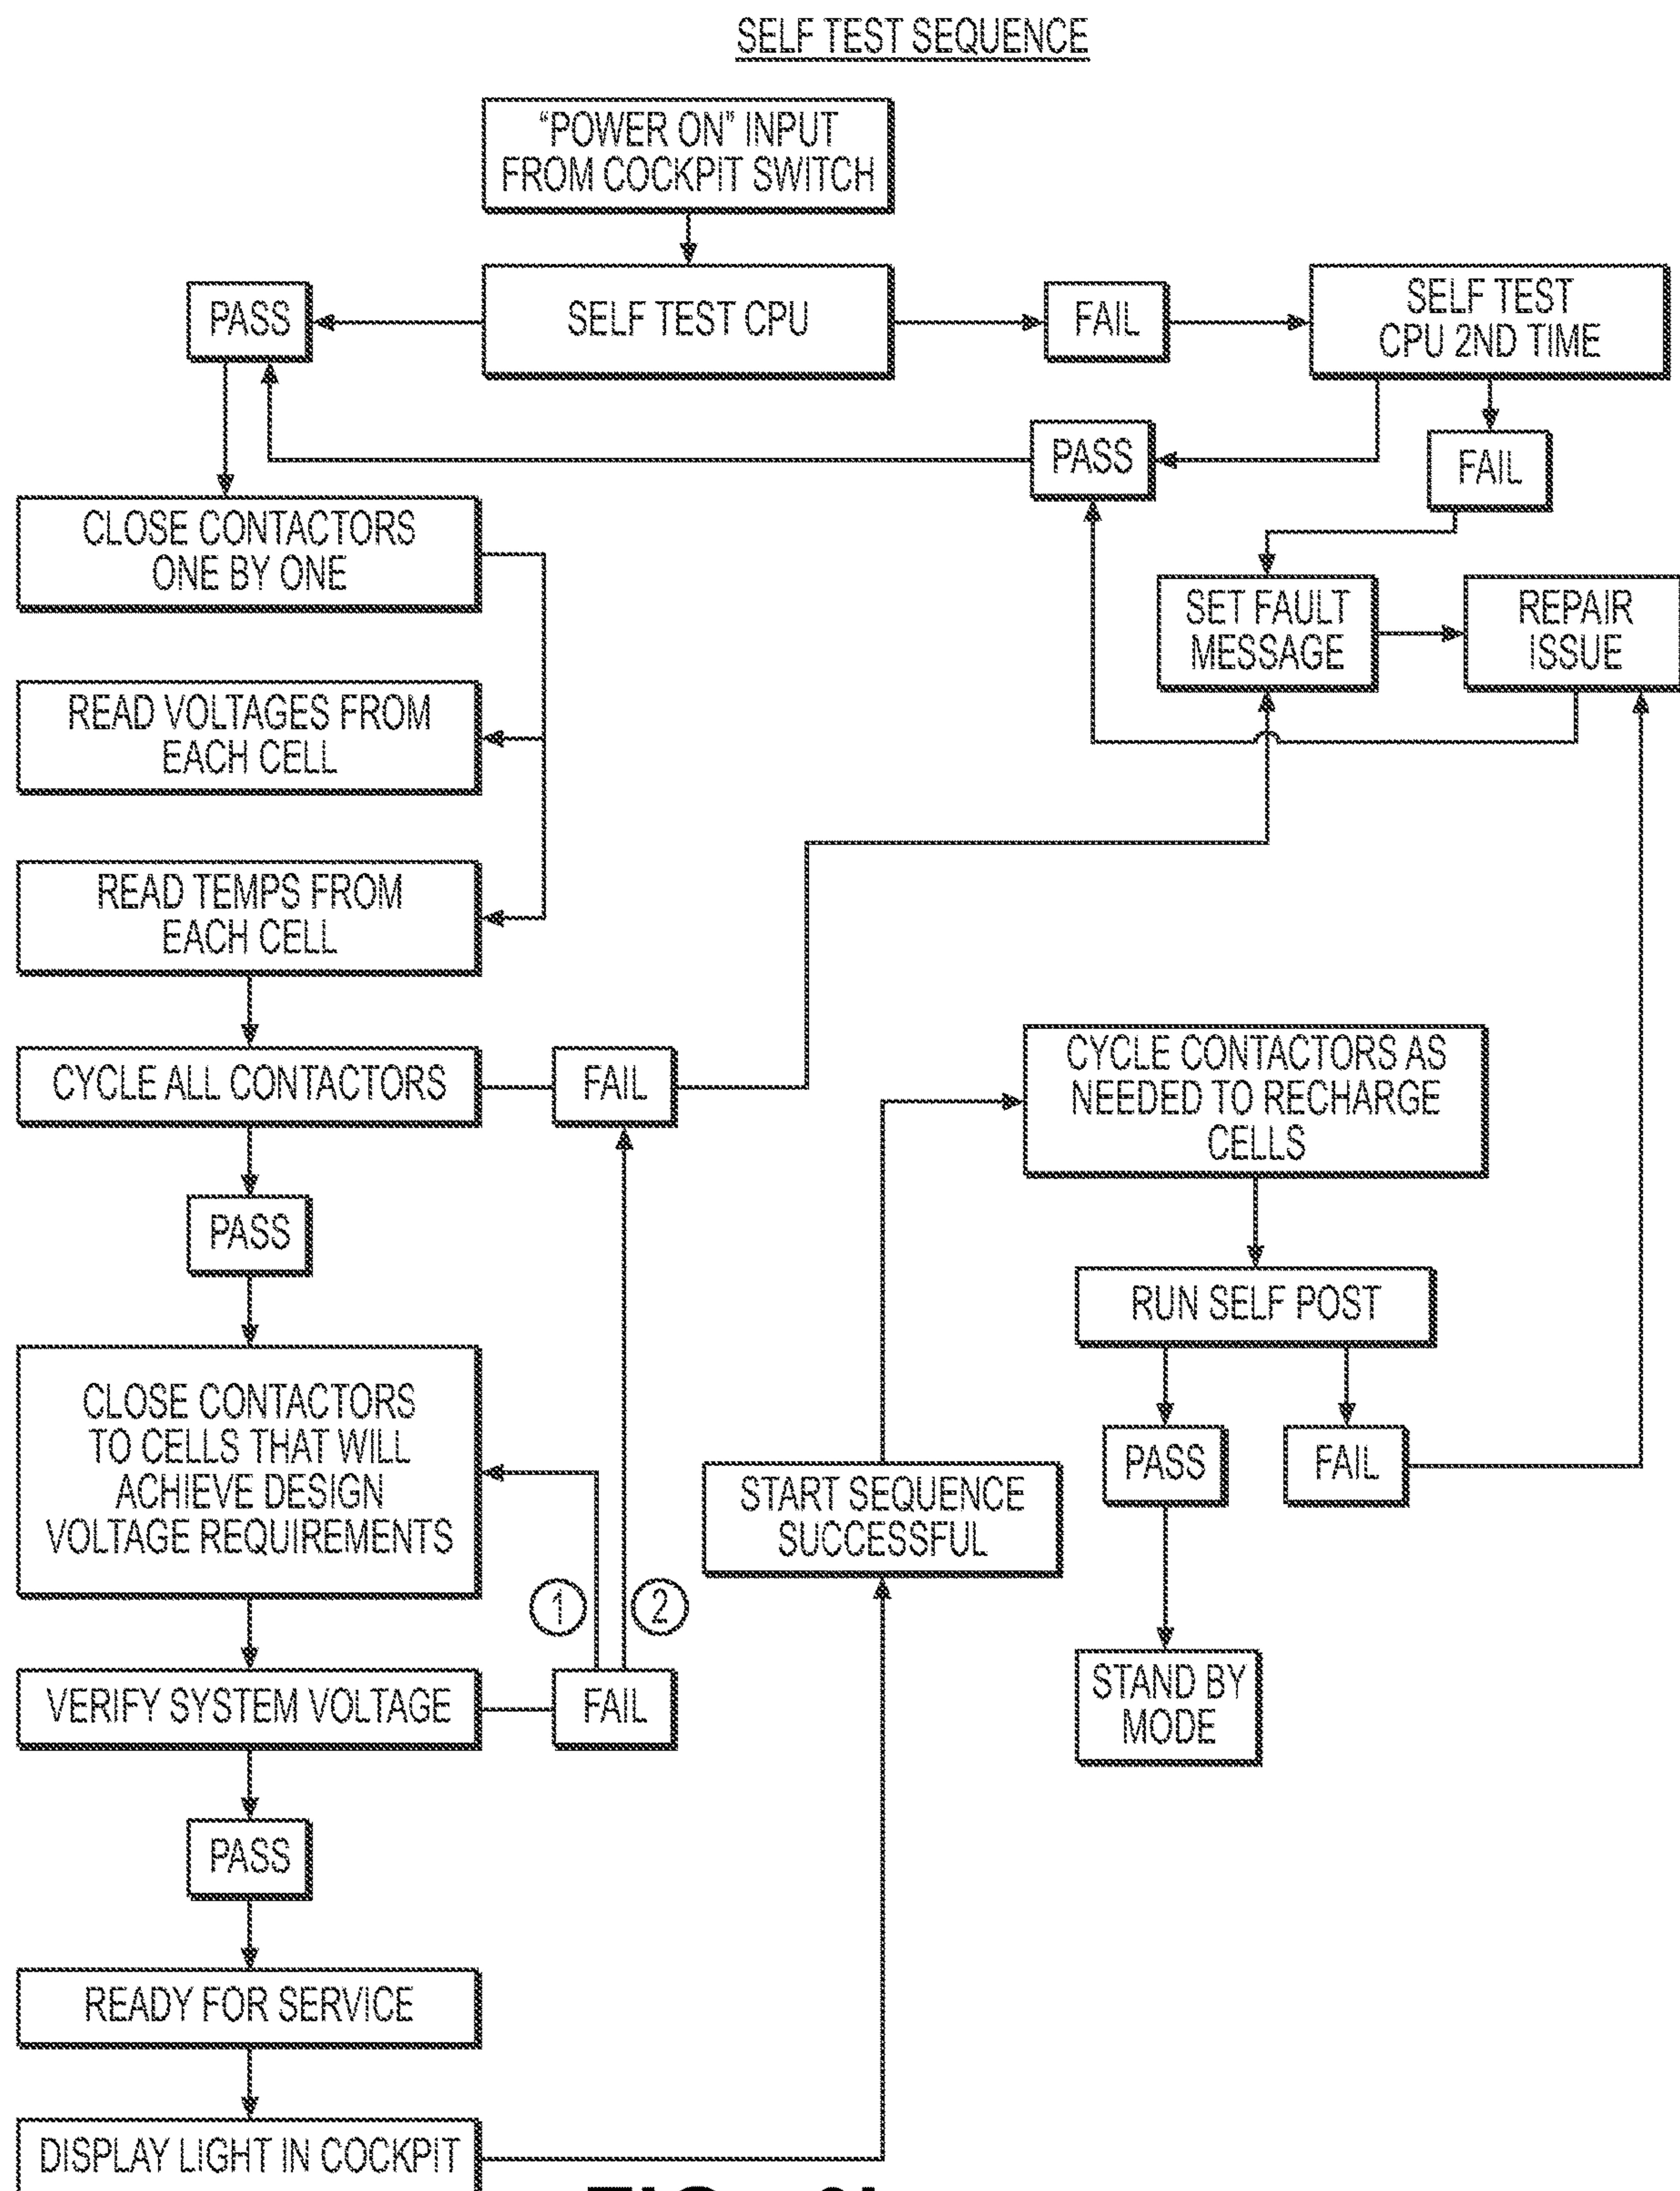 SELF TEST SEQUENCE
"POWER ON" INPUT
FROM COCKPIT SWITCH
PASS
SELF TEST CPU
FAIL
SELF TEST
CPU 2ND TIME
PASS
FAIL
CLOSE CONTACTORS
ONE BY ONE
SET FAULT
MESSAGE
REPAIR
ISSUE
READ VOLTAGES FROM
EACH CELL
READ TEMPS FROM
EACH CELL
CYCLE ALL CONTACTORS
FAIL
CYCLE CONTACTORS AS
NEEDED TO RECHARGE
CELLS
PASS
RUN SELF POST
CLOSE CONTACTORS
TO CELLS THAT WILL
ACHIEVE DESIGN
VOLTAGE REQUIREMENTS
PASS
FAIL
START SEQUENCE
SUCCESSFUL
1
2
VERIFY SYSTEM VOLTAGE
FAIL
STAND BY
MODE
PASS
READY FOR SERVICE
DISPLAY LIGHT IN COCKPIT